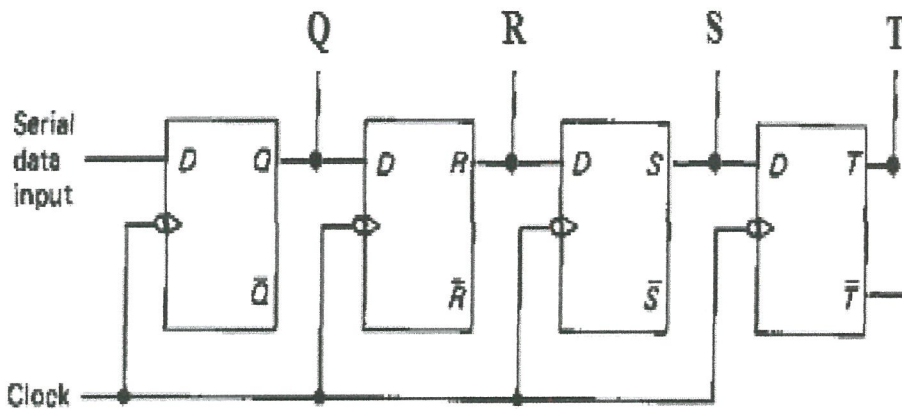 Q R S T
Serial
data
input
D Q D R D S D T
Q̄ R̄ S̄ T̄
Clock